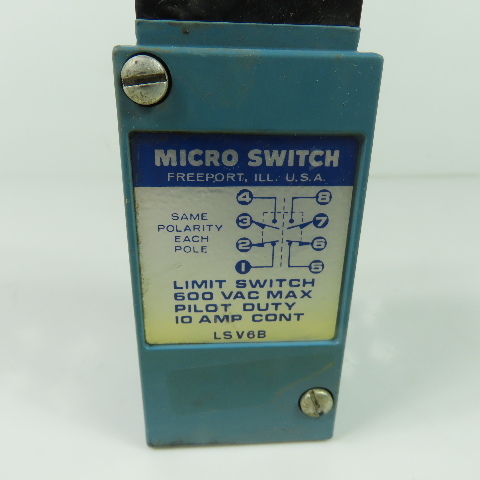 MICRO SWITCH
FREEPORT, ILL. U.S.A.
SAME
POLARITY
EACH
POLE
4 8
3 7
2 6
1 5
LIMIT SWITCH
600 VAC MAX
PILOT DUTY
10 AMP CONT
LSV6B